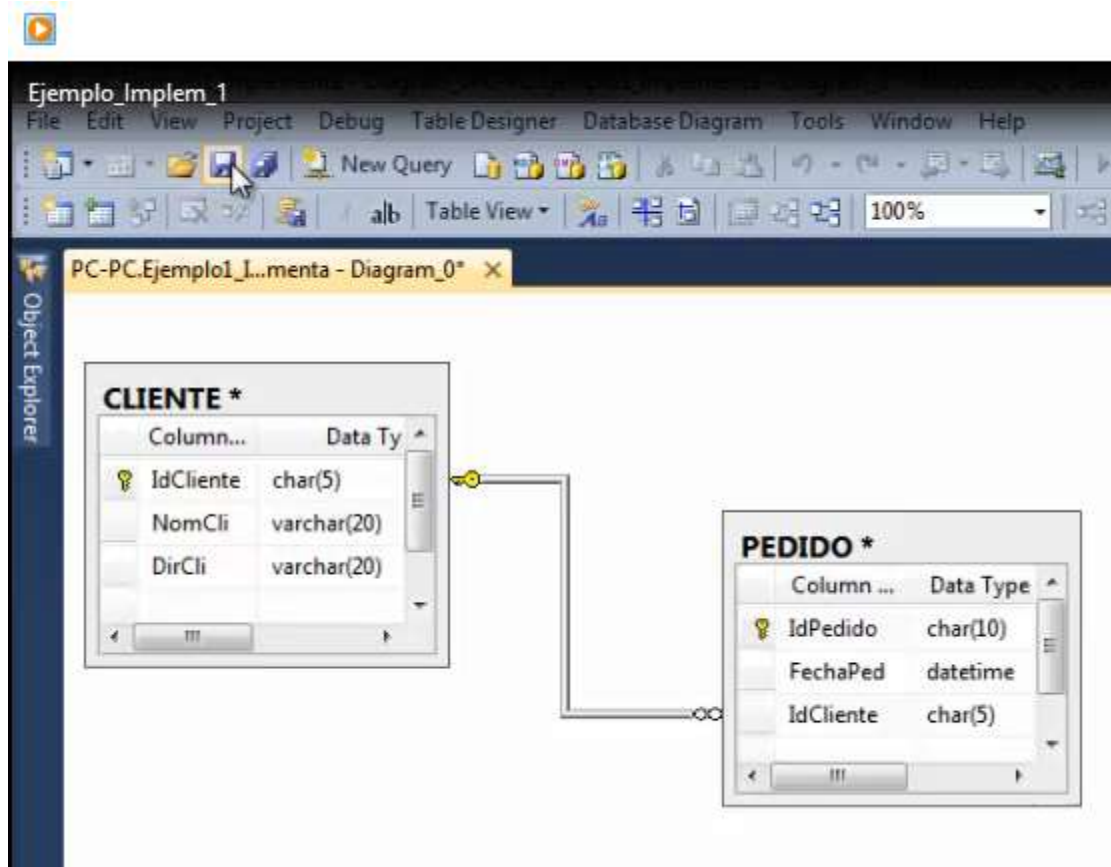 Ejemplo_Implem_1
File Edit View Project Debug Table Designer Database Diagram Tools Window Help
New Query
a|b Table View 100%
PC-PC.Ejemplo1_I...menta - Diagram_0*
Object Explorer
CLIENTE *
Column... Data Ty
IdCliente char(5)
NomCli varchar(20)
DirCli varchar(20)
PEDIDO *
Column ... Data Type
IdPedido char(10)
FechaPed datetime
IdCliente char(5)